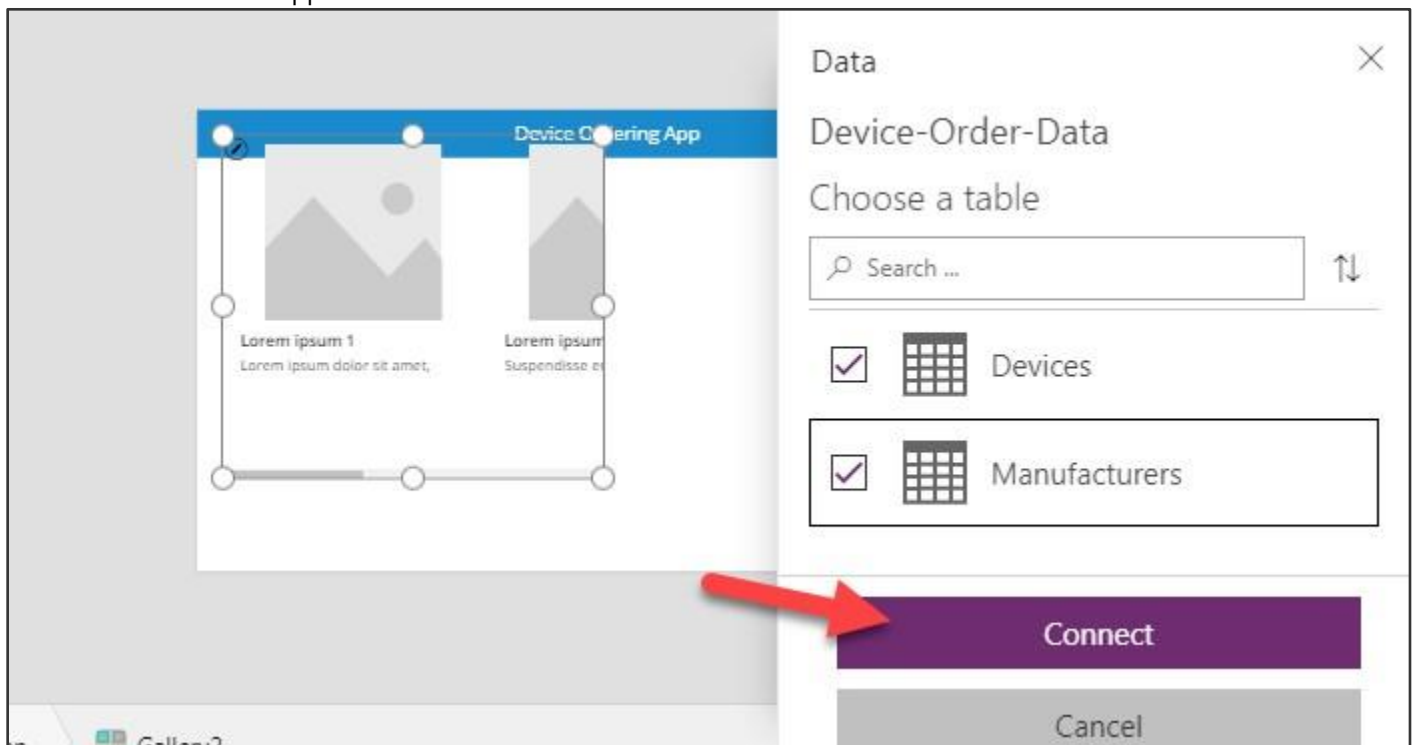 Data
Device Ordering App
Device-Order-Data
Choose a table
Search ...
Lorem ipsum 1
Lorem ipsum
Lorem ipsum dolor sit amet,
Suspendisse
Devices
Manufacturers
Connect
Cancel
Gallery2